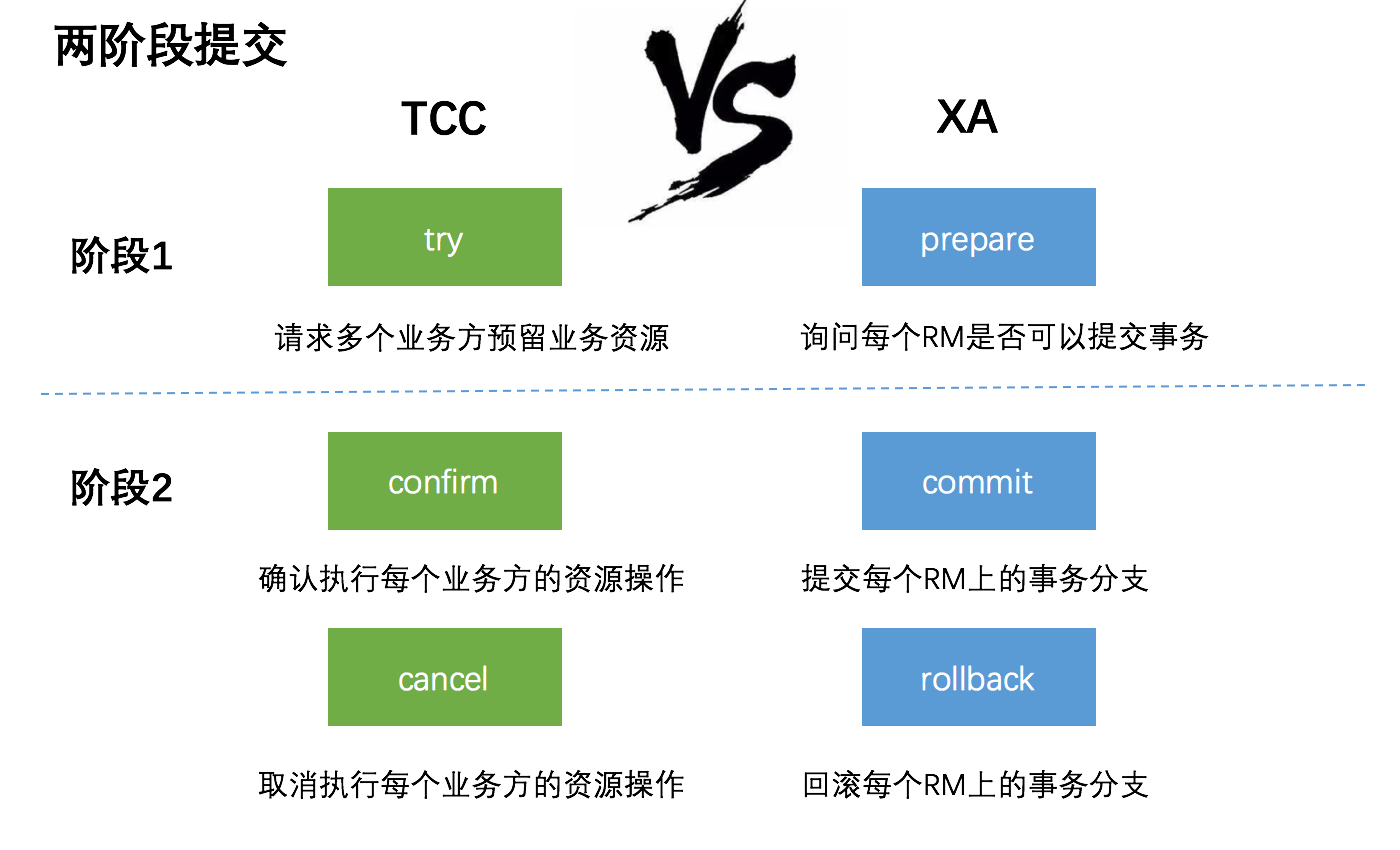 两阶段提交
VS
TCC
XA
阶段1
try
prepare
请求多个业务方预留业务资源
询问每个RM是否可以提交事务
阶段2
confirm
commit
确认执行每个业务方的资源操作
提交每个RM上的事务分支
cancel
rollback
取消执行每个业务方的资源操作
回滚每个RM上的事务分支